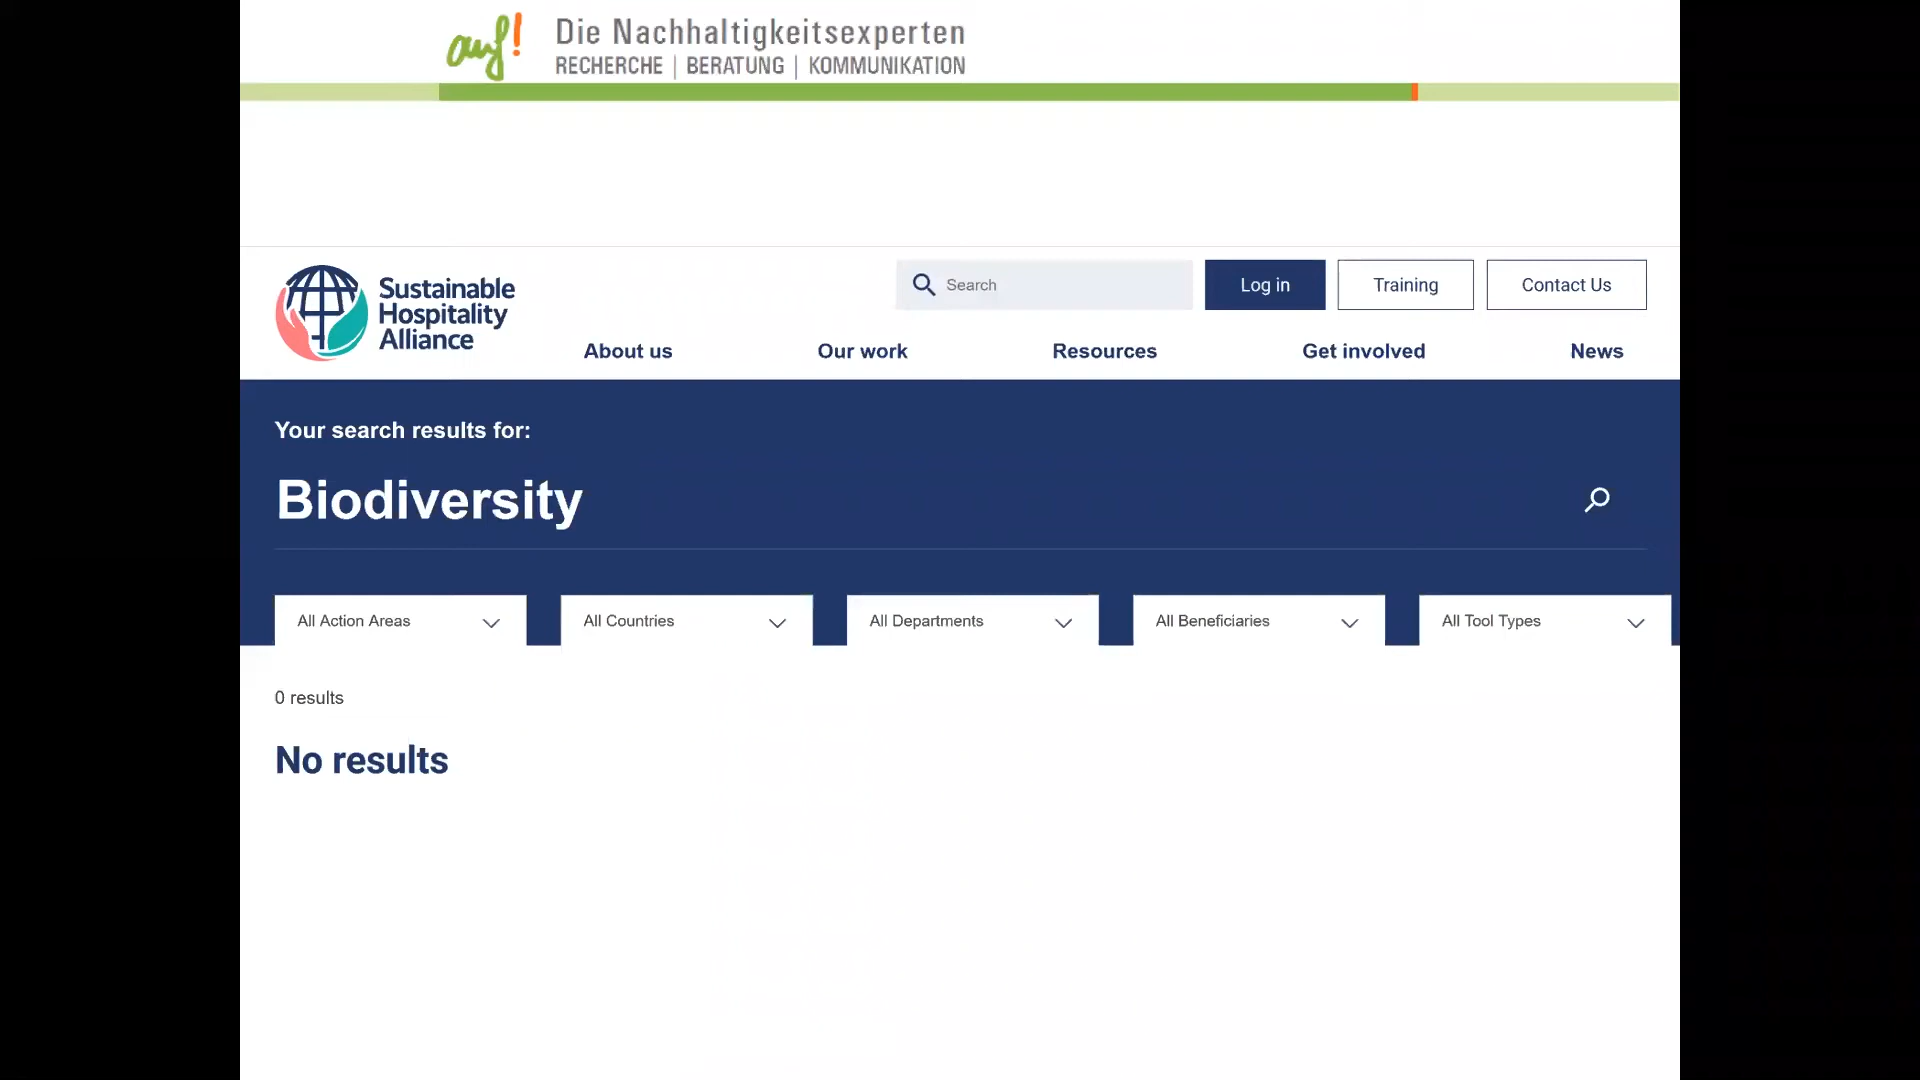 auf! Die Nachhaltigkeitsexperten
RECHERCHE | BERATUNG | KOMMUNIKATION
Sustainable
Hospitality
Alliance
Search
Log in
Training
Contact Us
About us
Our work
Resources
Get involved
News
Your search results for:
Biodiversity
All Action Areas
All Countries
All Departments
All Beneficiaries
All Tool Types
0 results
No results